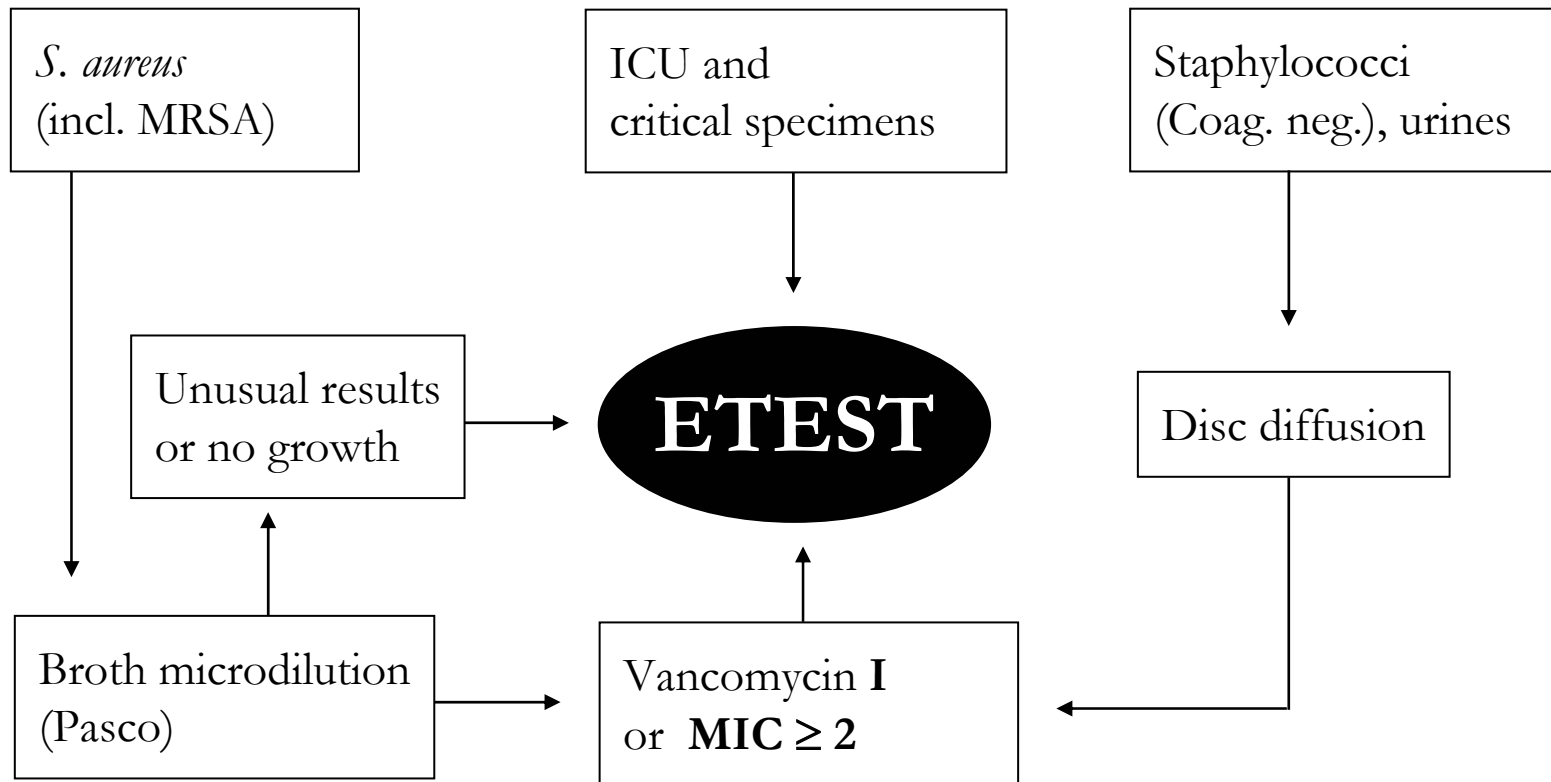 S. aureus
(incl. MRSA)
ICU and
critical specimens
Staphylococci
(Coag. neg.), urines
Unusual results
or no growth
ETEST
Disc diffusion
Broth microdilution
(Pasco)
Vancomycin I
or MIC ≥ 2